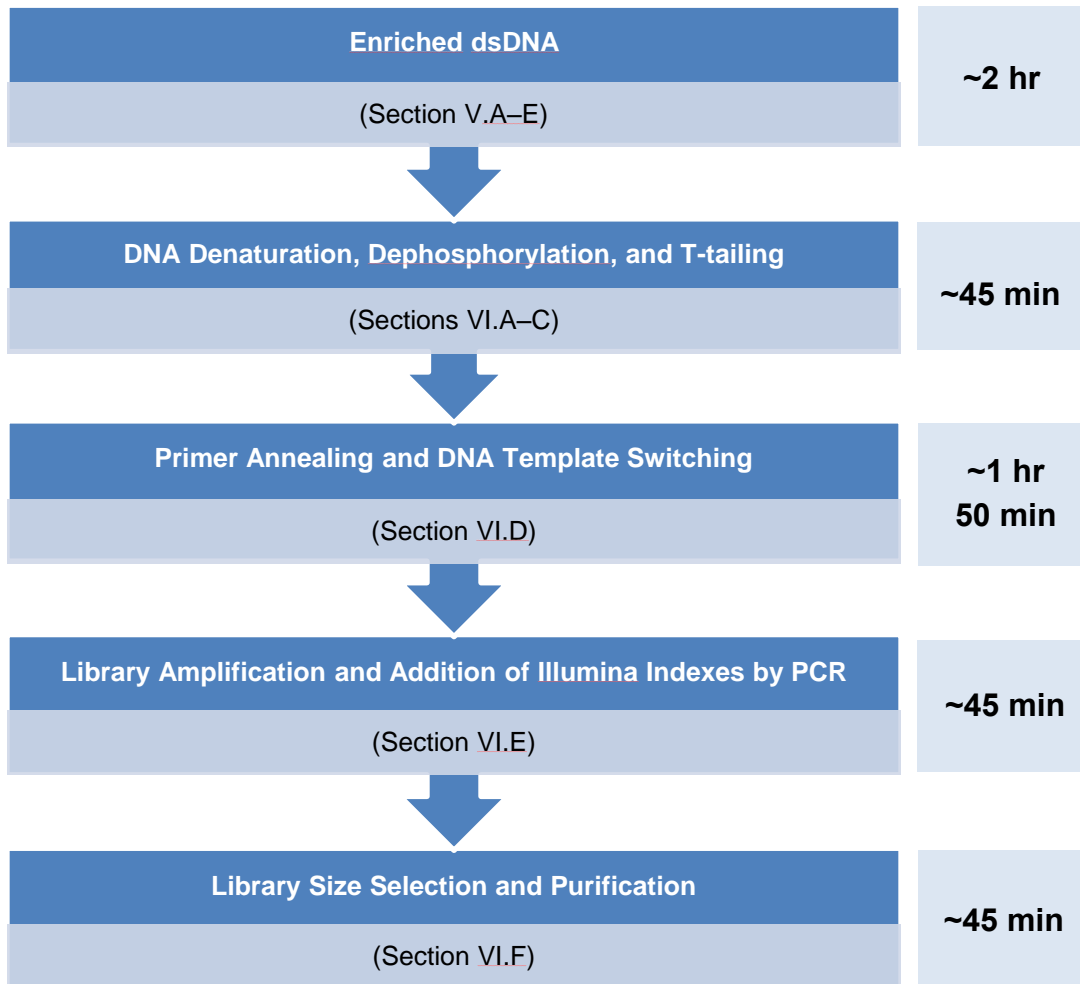 Enriched dsDNA
~2 hr
(Section V.A–E)
DNA Denaturation, Dephosphorylation, and T-tailing
~45 min
(Sections VI.A–C)
Primer Annealing and DNA Template Switching
~1 hr
50 min
(Section VI.D)
Library Amplification and Addition of Illumina Indexes by PCR
~45 min
(Section VI.E)
Library Size Selection and Purification
~45 min
(Section VI.F)